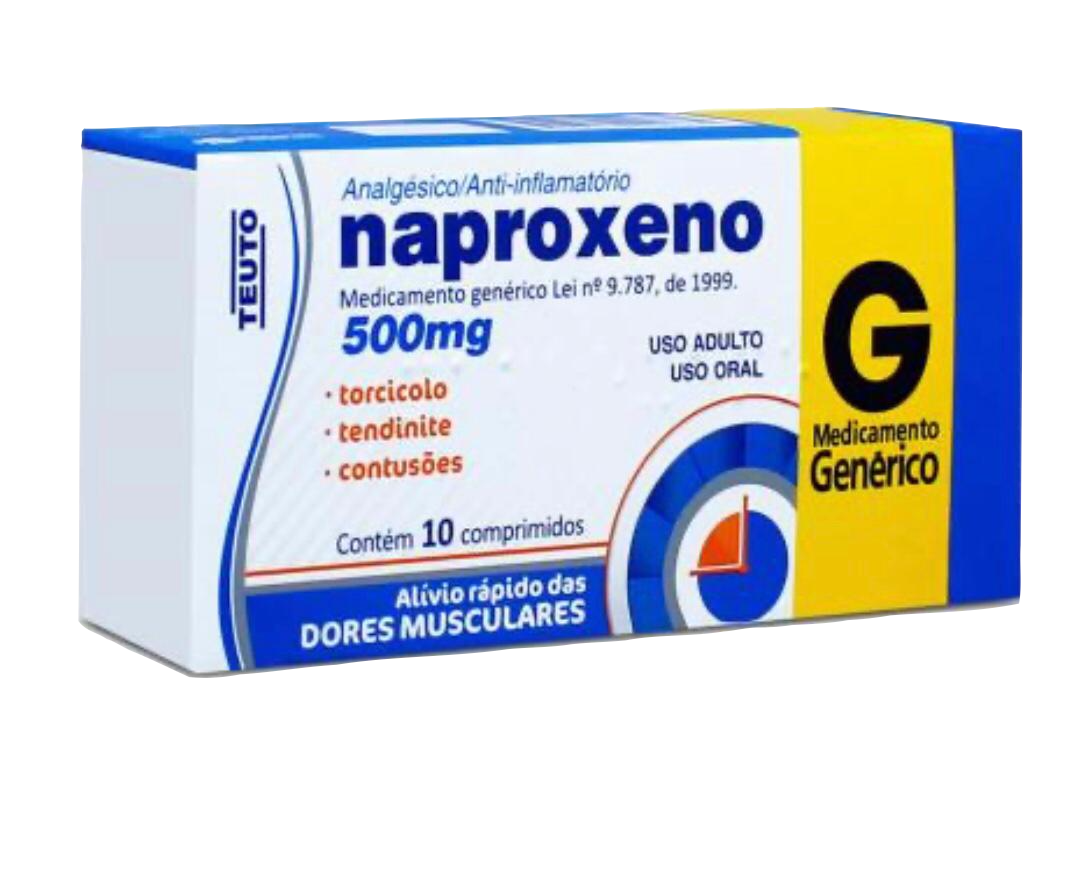 TEUTO
Analgésico/Anti-inflamatório
naproxeno
Medicamento genérico Lei nº 9.787, de 1999.
500mg
USO ADULTO
USO ORAL
· torcicolo
· tendinite
· contusões
Contém 10 comprimidos
Alívio rápido das
DORES MUSCULARES
G
Medicamento
Genérico